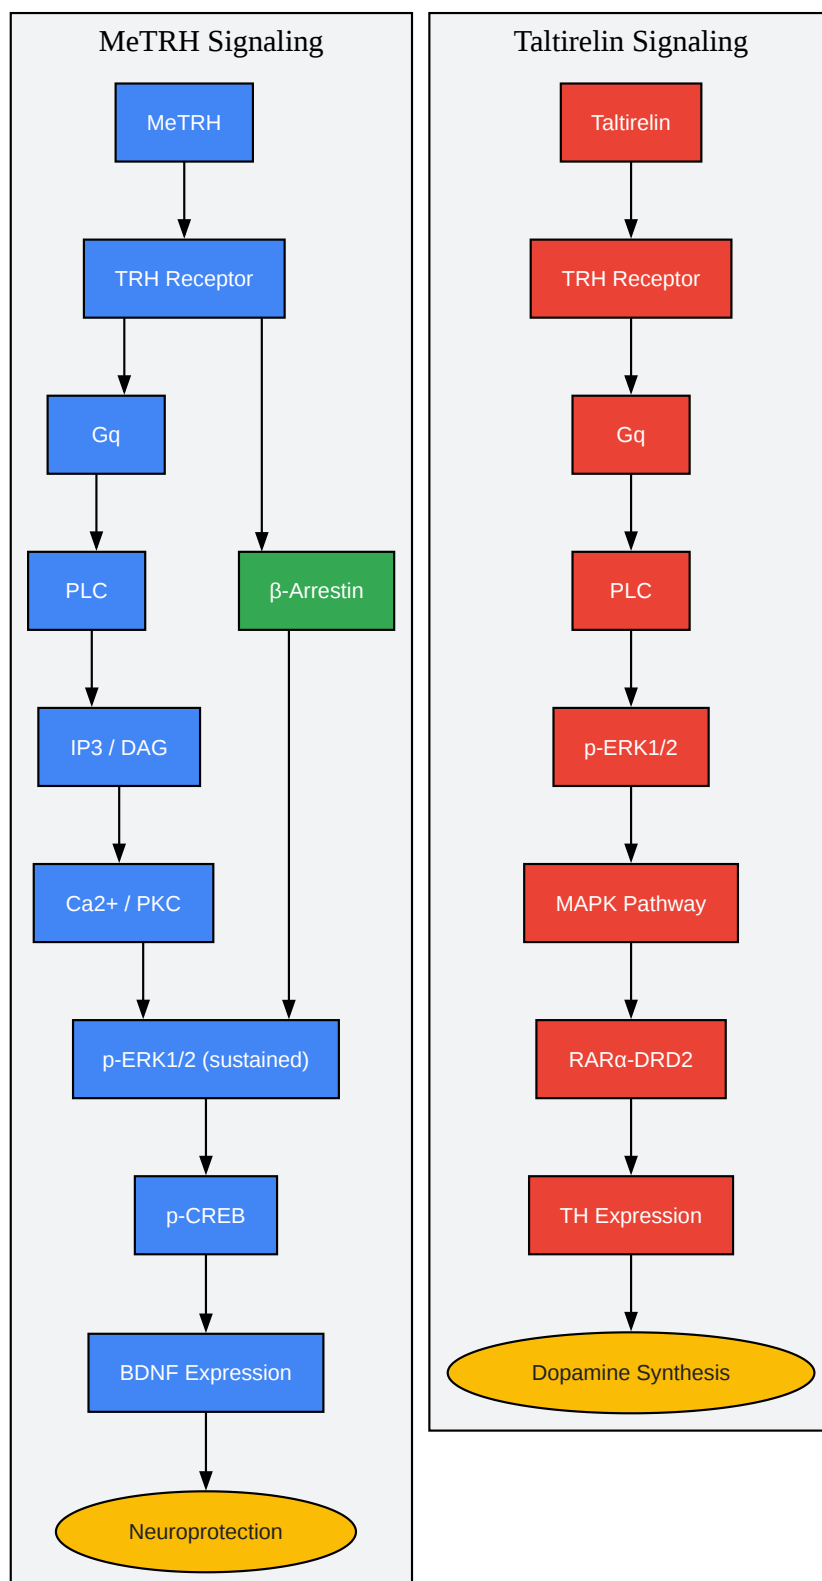 MeTRH Signaling
MeTRH
TRH Receptor
Gq
PLC
β-Arrestin
IP3 / DAG
Ca2+ / PKC
p-ERK1/2 (sustained)
p-CREB
BDNF Expression
Neuroprotection
Taltirelin Signaling
Taltirelin
TRH Receptor
Gq
PLC
p-ERK1/2
MAPK Pathway
RARα-DRD2
TH Expression
Dopamine Synthesis